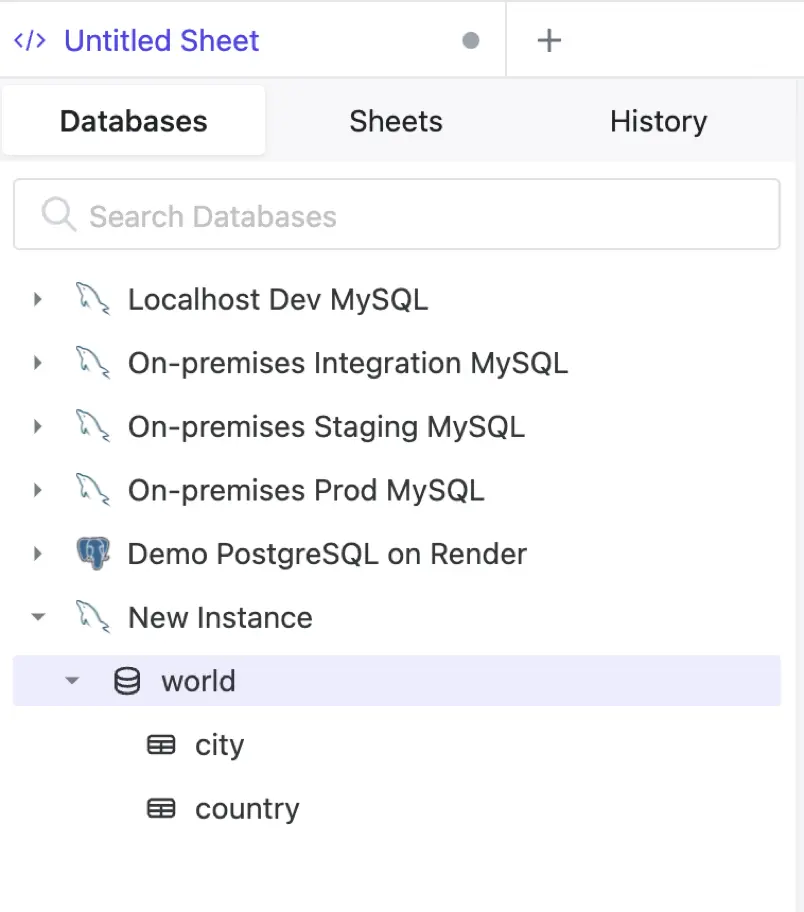 </> Untitled Sheet
Databases Sheets History
Search Databases
Localhost Dev MySQL
On-premises Integration MySQL
On-premises Staging MySQL
On-premises Prod MySQL
Demo PostgreSQL on Render
New Instance
world
city
country